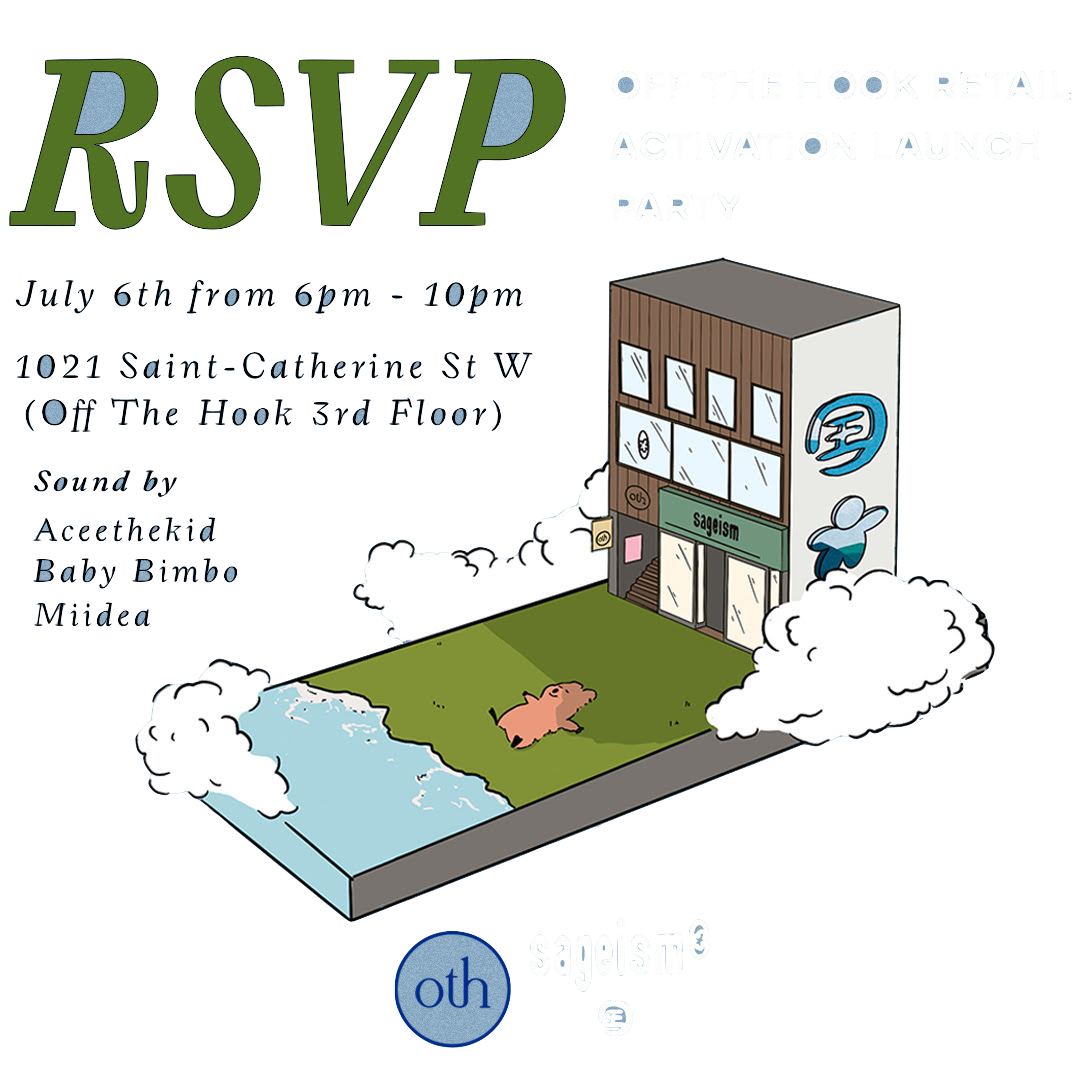 RSVP
OFF THE HOOK RETAIL
ACTIVATION LAUNCH
PARTY
July 6th from 6pm - 10pm
1021 Saint-Catherine St W
(Off The Hook 3rd Floor)
Sound by
Aceethekid
Baby Bimbo
Miidea
oth
sageism
oth
oth
sageism